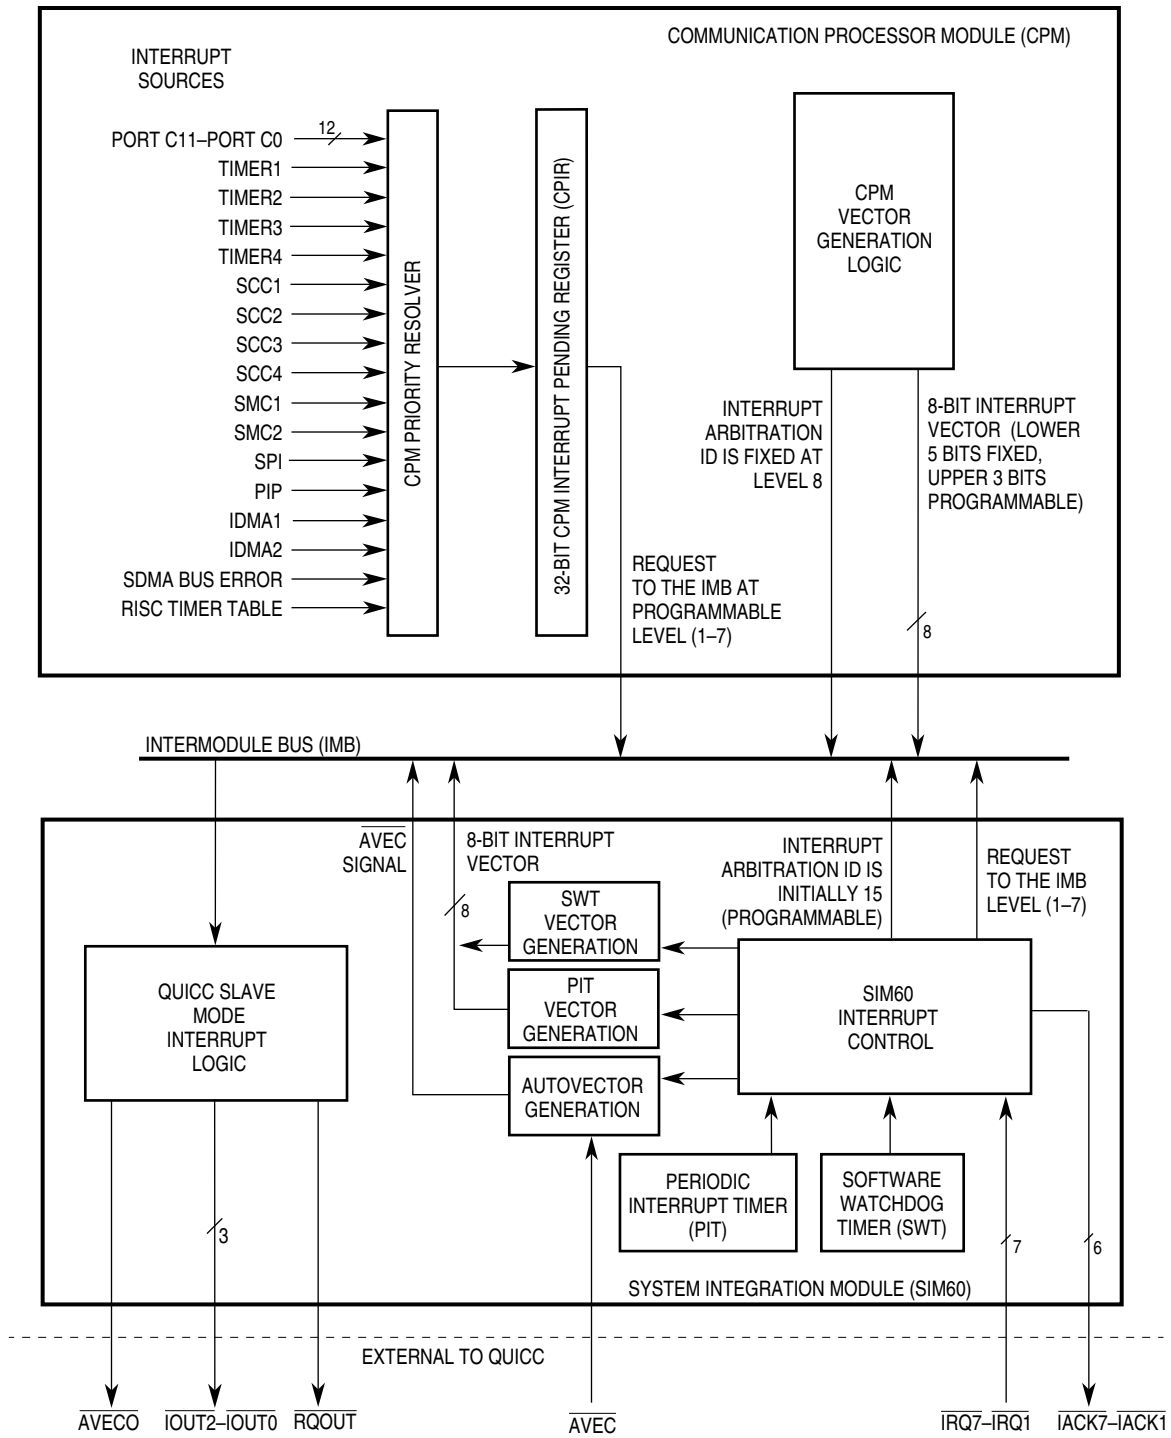 COMMUNICATION PROCESSOR MODULE (CPM)
INTERRUPT
SOURCES
PORT C11–PORT C0
12
TIMER1
TIMER2
TIMER3
TIMER4
SCC1
SCC2
SCC3
SCC4
SMC1
SMC2
SPI
PIP
IDMA1
IDMA2
SDMA BUS ERROR
RISC TIMER TABLE
CPM PRIORITY RESOLVER
32-BIT CPM INTERRUPT PENDING REGISTER (CPIR)
CPM
VECTOR
GENERATION
LOGIC
INTERRUPT
ARBITRATION
ID IS FIXED AT
LEVEL 8
8-BIT INTERRUPT
VECTOR (LOWER
5 BITS FIXED,
UPPER 3 BITS
PROGRAMMABLE)
REQUEST
TO THE IMB AT
PROGRAMMABLE
LEVEL (1–7)
8
INTERMODULE BUS (IMB)
AVEC
SIGNAL
8-BIT INTERRUPT
VECTOR
8
INTERRUPT
ARBITRATION ID IS
INITIALLY 15
(PROGRAMMABLE)
REQUEST
TO THE IMB
LEVEL (1–7)
SWT
VECTOR
GENERATION
PIT
VECTOR
GENERATION
AUTOVECTOR
GENERATION
SIM60
INTERRUPT
CONTROL
QUICC SLAVE
MODE
INTERRUPT
LOGIC
PERIODIC
INTERRUPT TIMER
(PIT)
SOFTWARE
WATCHDOG
TIMER (SWT)
3
7
6
SYSTEM INTEGRATION MODULE (SIM60)
EXTERNAL TO QUICC
AVECO
IOUT2–IOUT0
RQOUT
AVEC
IRQ7–IRQ1
IACK7–IACK1